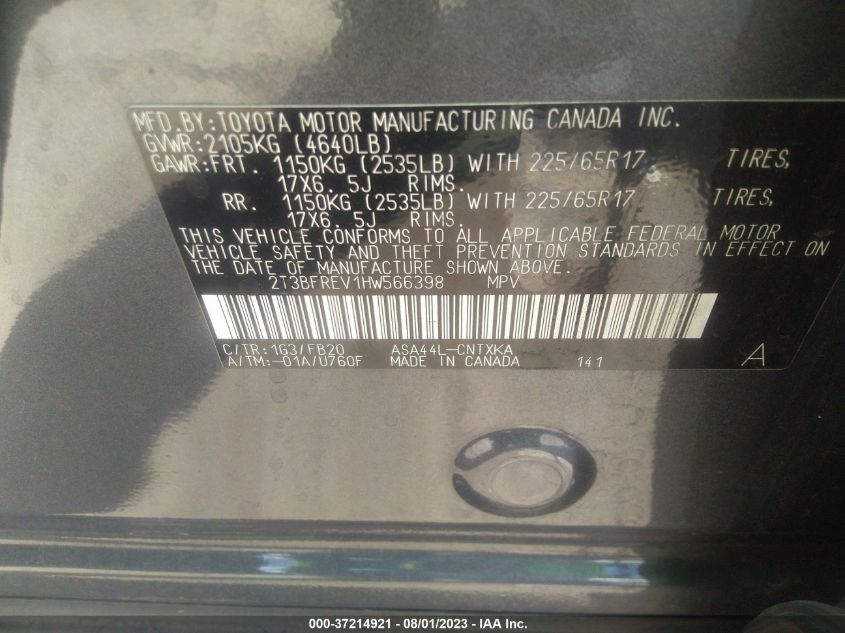 MFD.BY:TOYOTA MOTOR MANUFACTURING CANADA INC.
GVWR:2105KG (4640LB)
GAWR:FRT. 1150KG (2535LB) WITH 225/65R17 TIRES,
17X6. 5J RIMS.
RR. 1150KG (2535LB) WITH 225/65R17 TIRES,
17X6. 5J RIMS.
THIS VEHICLE CONFORMS TO ALL APPLICABLE FEDERAL MOTOR
VEHICLE SAFETY AND THEFT PREVENTION STANDARDS IN EFFECT ON
THE DATE OF MANUFACTURE SHOWN ABOVE.
2T3BFREV1HW566398 MPV
C/TR:1G3/FB20 ASA44L-CNTXKA
A/TM:-01A/U760F MADE IN CANADA 141 A
000-37214921 - 08/01/2023 - IAA Inc.